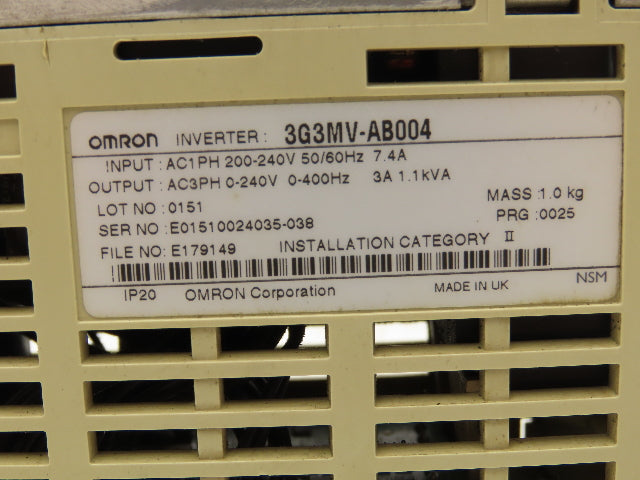 OMRON INVERTER : 3G3MV-AB004
INPUT : AC1PH 200-240V 50/60Hz 7.4A
OUTPUT : AC3PH 0-240V 0-400Hz 3A 1.1kVA
LOT NO : 0151 MASS : 1.0 kg
SER NO : E01510024035-038 PRG : 0025
FILE NO: E179149 INSTALLATION CATEGORY II
IP20 OMRON Corporation MADE IN UK NSM